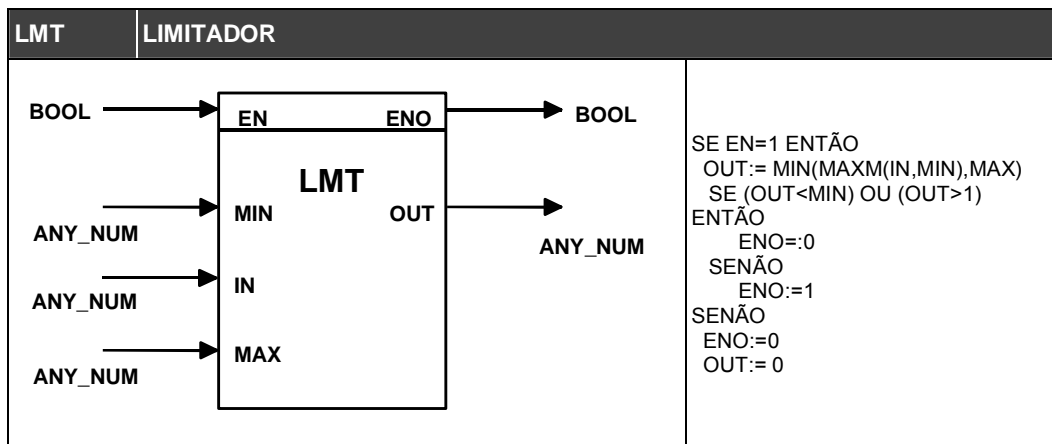 LMT LIMITADOR
BOOL EN ENO BOOL
LMT
MIN OUT
ANY_NUM ANY_NUM
IN
ANY_NUM
MAX
ANY_NUM
SE EN=1 ENTÃO
OUT:= MIN(MAXM(IN,MIN),MAX)
SE (OUT<MIN) OU (OUT>1)
ENTÃO
ENO=:0
SENÃO
ENO:=1
SENÃO
ENO:=0
OUT:= 0